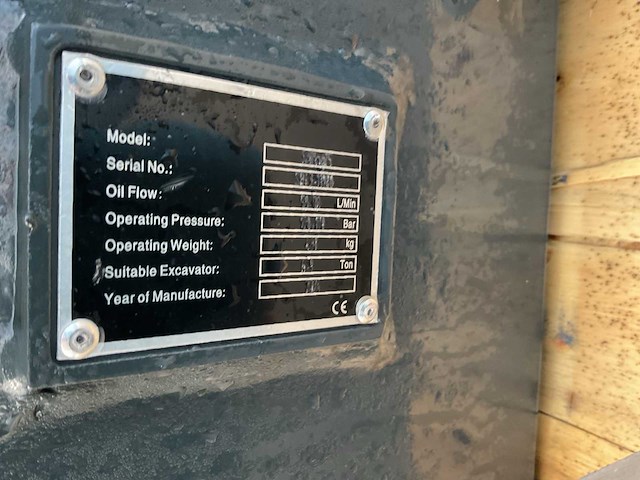 Model:
Serial No.:
Oil Flow: L/Min
Operating Pressure: Bar
Operating Weight: kg
Suitable Excavator: Ton
Year of Manufacture:
CE